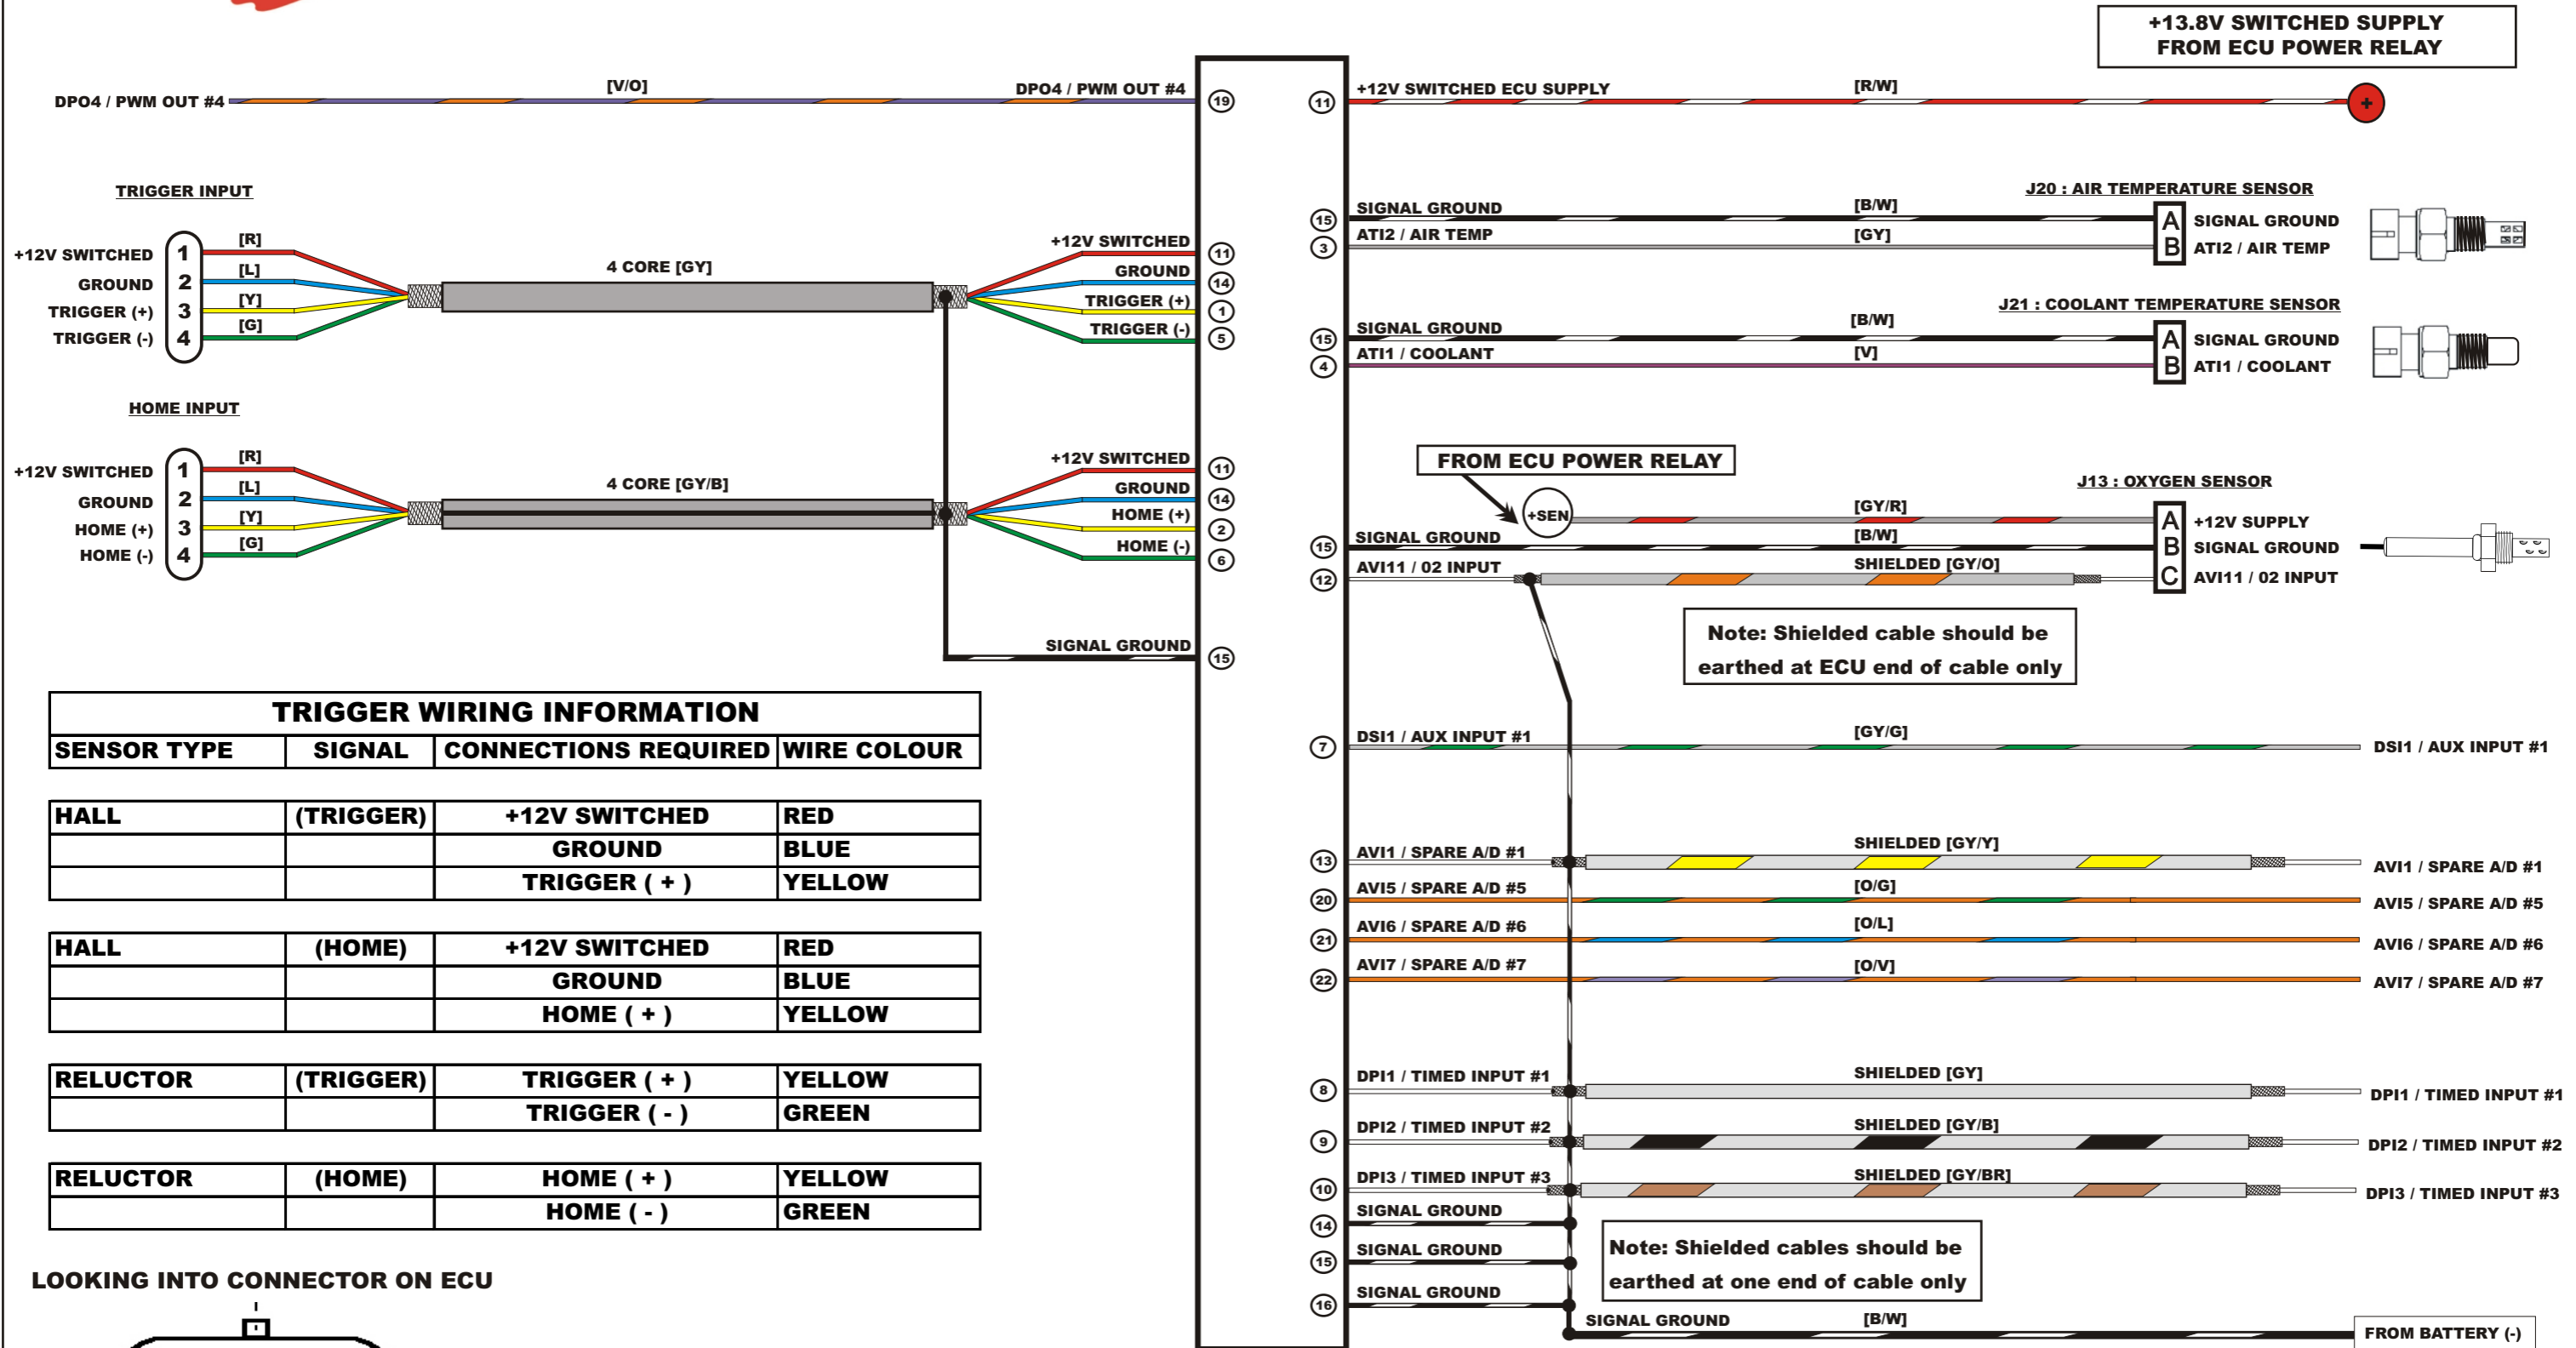 +13.8V SWITCHED SUPPLY
FROM ECU POWER RELAY
DPO4 / PWM OUT #4
[V/O]
DPO4 / PWM OUT #4
19
11
+12V SWITCHED ECU SUPPLY
[R/W]
+
TRIGGER INPUT
+12V SWITCHED 1 [R]
GROUND 2 [L]
TRIGGER (+) 3 [Y]
TRIGGER (-) 4 [G]
4 CORE [GY]
+12V SWITCHED 11
GROUND 14
TRIGGER (+) 1
TRIGGER (-) 5
HOME INPUT
+12V SWITCHED 1 [R]
GROUND 2 [L]
HOME (+) 3 [Y]
HOME (-) 4 [G]
4 CORE [GY/B]
+12V SWITCHED 11
GROUND 14
HOME (+) 2
HOME (-) 6
SIGNAL GROUND 15
J20 : AIR TEMPERATURE SENSOR
15 SIGNAL GROUND [B/W] A SIGNAL GROUND
3 ATI2 / AIR TEMP [GY] B ATI2 / AIR TEMP
J21 : COOLANT TEMPERATURE SENSOR
15 SIGNAL GROUND [B/W] A SIGNAL GROUND
4 ATI1 / COOLANT [V] B ATI1 / COOLANT
FROM ECU POWER RELAY
J13 : OXYGEN SENSOR
+SEN [GY/R] A +12V SUPPLY
15 SIGNAL GROUND [B/W] B SIGNAL GROUND
12 AVI11 / 02 INPUT SHIELDED [GY/O] C AVI11 / 02 INPUT
Note: Shielded cable should be
earthed at ECU end of cable only
7 DSI1 / AUX INPUT #1 [GY/G] DSI1 / AUX INPUT #1
13 AVI1 / SPARE A/D #1 SHIELDED [GY/Y] AVI1 / SPARE A/D #1
20 AVI5 / SPARE A/D #5 [O/G] AVI5 / SPARE A/D #5
21 AVI6 / SPARE A/D #6 [O/L] AVI6 / SPARE A/D #6
22 AVI7 / SPARE A/D #7 [O/V] AVI7 / SPARE A/D #7
8 DPI1 / TIMED INPUT #1 SHIELDED [GY] DPI1 / TIMED INPUT #1
9 DPI2 / TIMED INPUT #2 SHIELDED [GY/B] DPI2 / TIMED INPUT #2
10 DPI3 / TIMED INPUT #3 SHIELDED [GY/BR] DPI3 / TIMED INPUT #3
14 SIGNAL GROUND
15 SIGNAL GROUND
16 SIGNAL GROUND
Note: Shielded cables should be
earthed at one end of cable only
SIGNAL GROUND [B/W] FROM BATTERY (-)
TRIGGER WIRING INFORMATION
SENSOR TYPE SIGNAL CONNECTIONS REQUIRED WIRE COLOUR
HALL (TRIGGER) +12V SWITCHED RED
GROUND BLUE
TRIGGER ( + ) YELLOW
HALL (HOME) +12V SWITCHED RED
GROUND BLUE
HOME ( + ) YELLOW
RELUCTOR (TRIGGER) TRIGGER ( + ) YELLOW
TRIGGER ( - ) GREEN
RELUCTOR (HOME) HOME ( + ) YELLOW
HOME ( - ) GREEN
LOOKING INTO CONNECTOR ON ECU